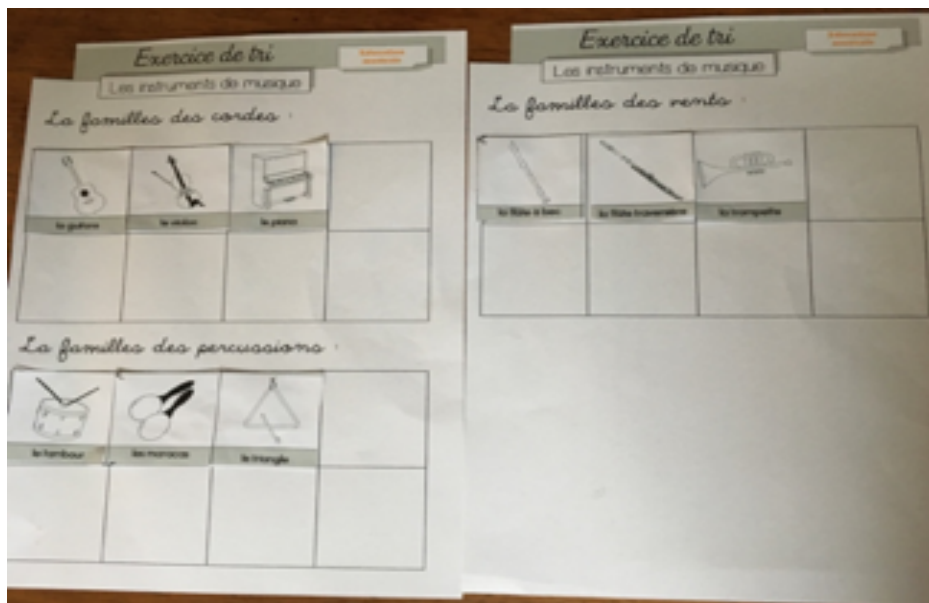 Exercice de tri
Les instruments de musique
La familles des cordes :
la guitare
le violon
le piano
La familles des percussions :
le tambour
les maracas
le triangle
Exercice de tri
Les instruments de musique
La familles des vents :
la flûte à bec
la flûte traversière
la trompette